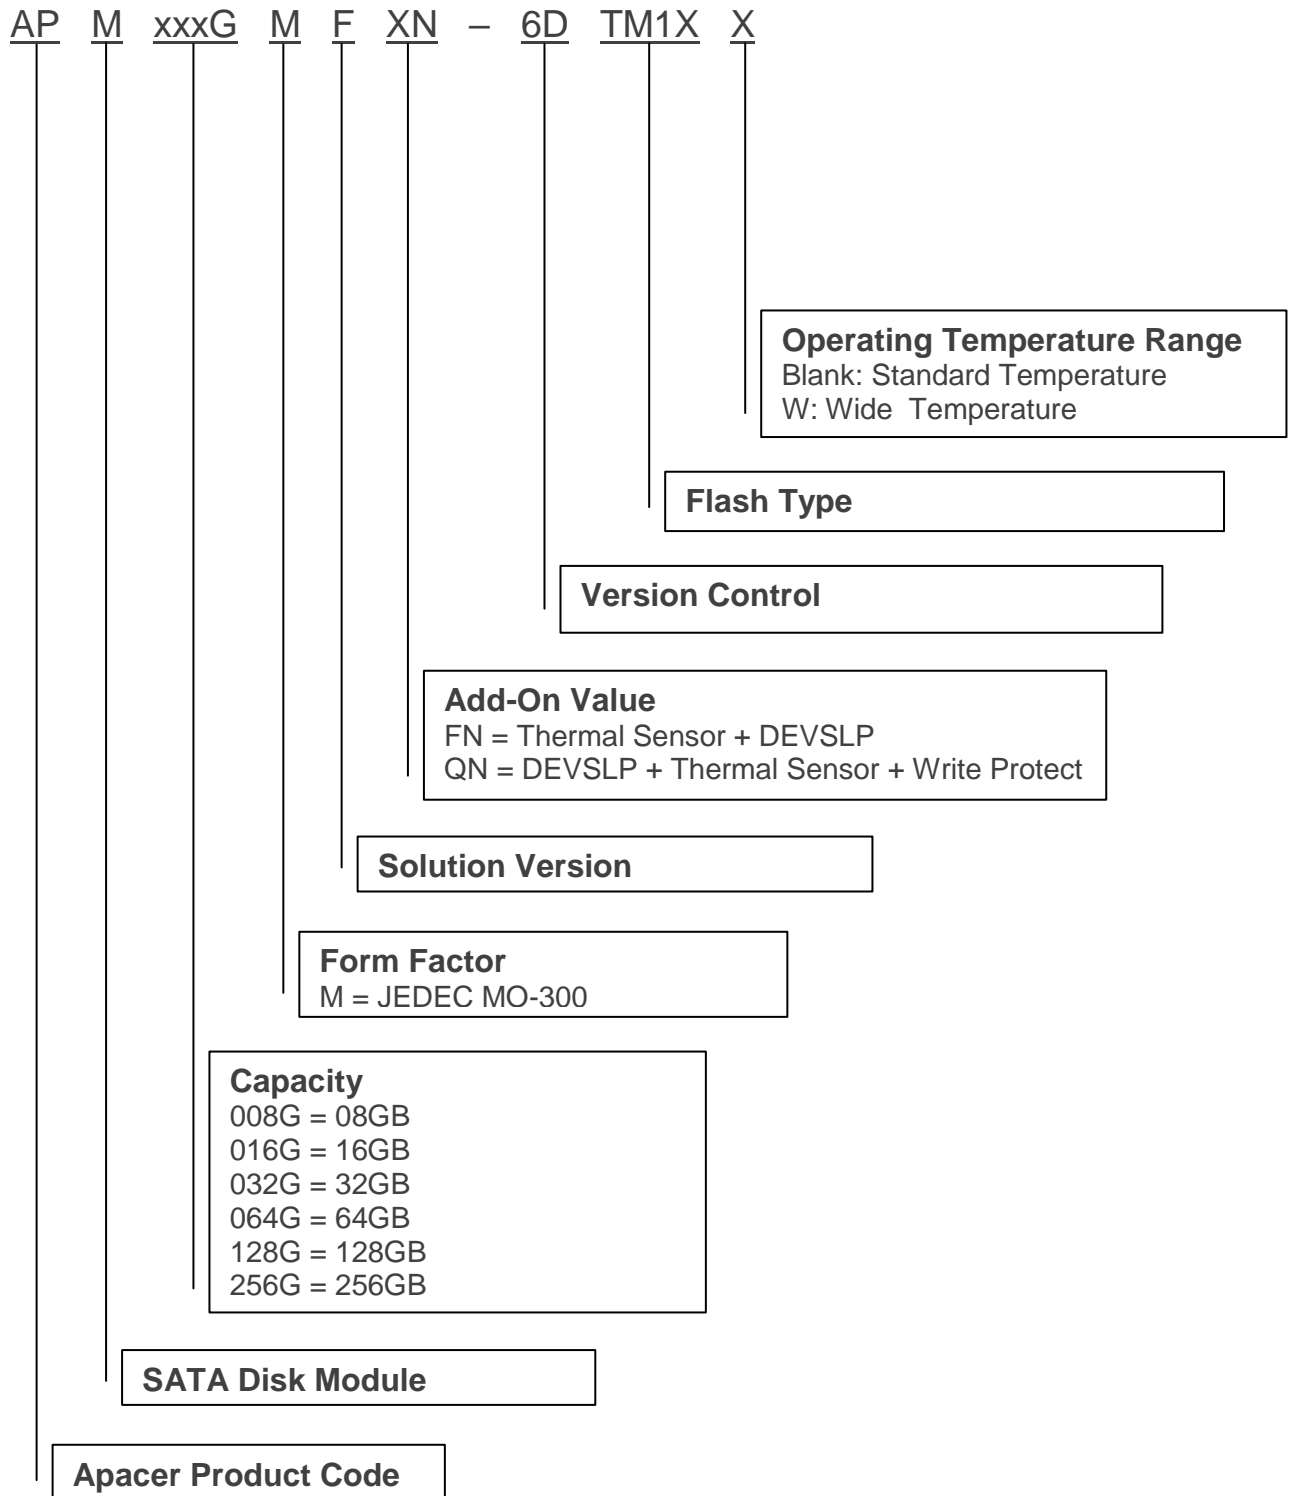 AP M xxxG M F XN – 6D TM1X X
Operating Temperature Range
Blank: Standard Temperature
W: Wide Temperature
Flash Type
Version Control
Add-On Value
FN = Thermal Sensor + DEVSLP
QN = DEVSLP + Thermal Sensor + Write Protect
Solution Version
Form Factor
M = JEDEC MO-300
Capacity
008G = 08GB
016G = 16GB
032G = 32GB
064G = 64GB
128G = 128GB
256G = 256GB
SATA Disk Module
Apacer Product Code